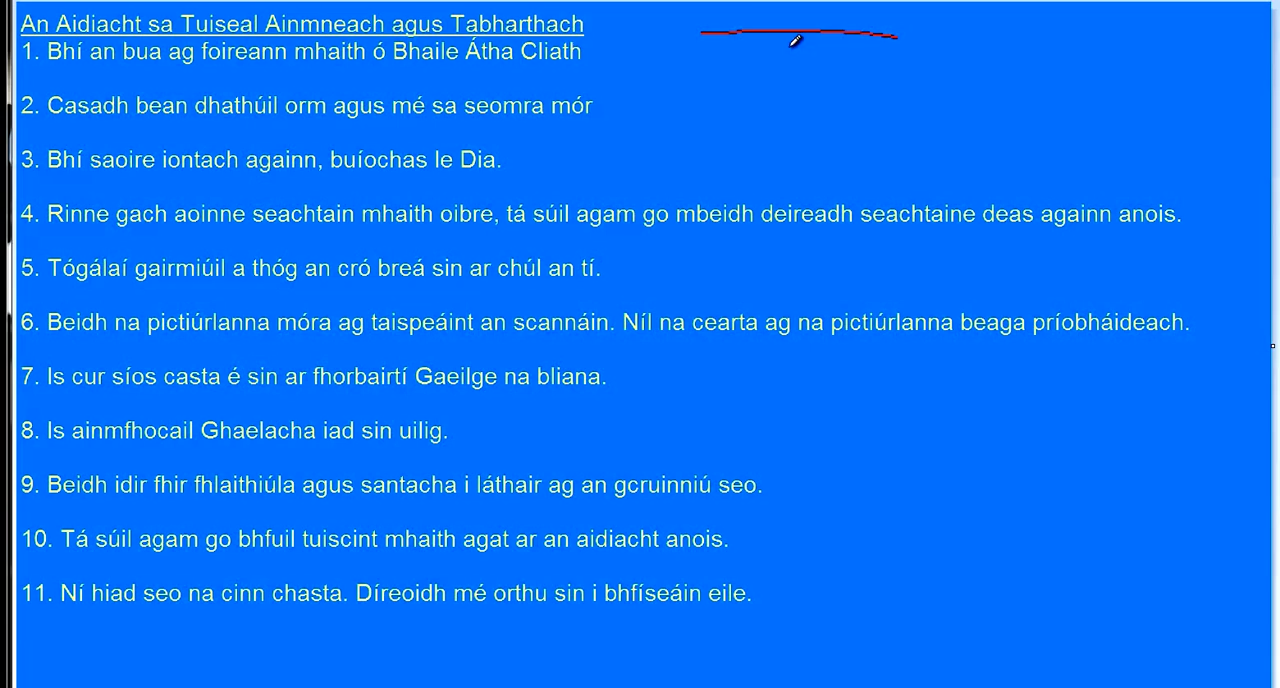 An Aidiacht sa Tuiseal Ainmneach agus Tabharthach
1. Bhí an bua ag foireann mhaith ó Bhaile Átha Cliath
2. Casadh bean dhathúil orm agus mé sa seomra mór
3. Bhí saoire iontach againn, buíochas le Dia.
4. Rinne gach aoinne seachtain mhaith oibre, tá súil agam go mbeidh deireadh seachtaine deas againn anois.
5. Tógálaí gairmiúil a thóg an cró breá sin ar chúl an tí.
6. Beidh na pictiúrlanna móra ag taispeáint an scannáin. Níl na cearta ag na pictiúrlanna beaga príobháideach.
7. Is cur síos casta é sin ar fhorbairtí Gaeilge na bliana.
8. Is ainmfhocail Ghaelacha iad sin uilig.
9. Beidh idir fhir fhlaithiúla agus santacha i láthair ag an gcruinniú seo.
10. Tá súil agam go bhfuil tuiscint mhaith agat ar an aidiacht anois.
11. Ní hiad seo na cinn chasta. Díreoidh mé orthu sin i bhfíseáin eile.